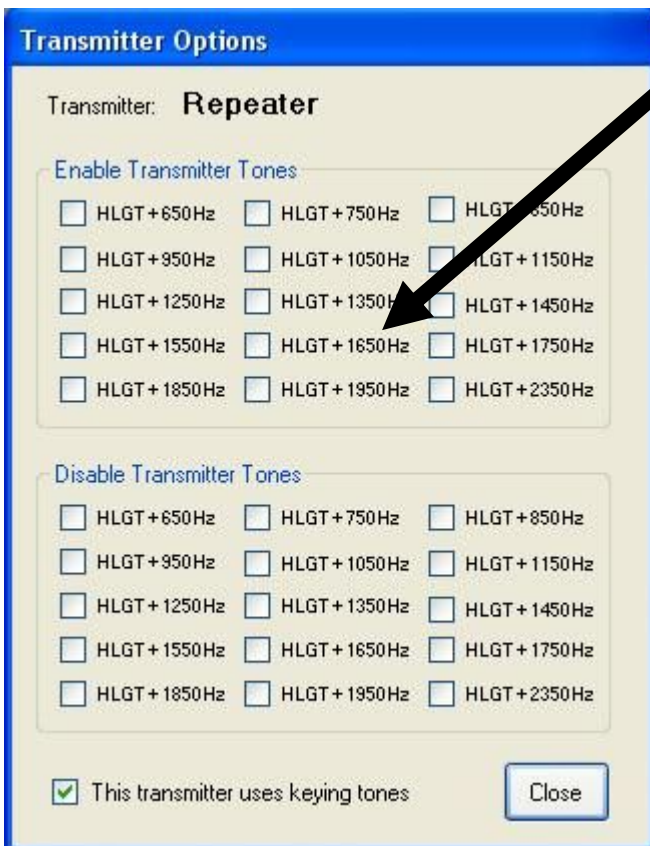 Transmitter Options
Transmitter: Repeater
Enable Transmitter Tones
HLGT+650Hz HLGT+750Hz
HLGT+950Hz HLGT+1050Hz HLGT+1150Hz
HLGT+1250Hz HLGT+1350Hz HLGT+1450Hz
HLGT+1550Hz HLGT+1650Hz HLGT+1750Hz
HLGT+1850Hz HLGT+1950Hz HLGT+2350Hz
Disable Transmitter Tones
HLGT+650Hz HLGT+750Hz HLGT+850Hz
HLGT+950Hz HLGT+1050Hz HLGT+1150Hz
HLGT+1250Hz HLGT+1350Hz HLGT+1450Hz
HLGT+1550Hz HLGT+1650Hz HLGT+1750Hz
HLGT+1850Hz HLGT+1950Hz HLGT+2350Hz
This transmitter uses keying tones Close